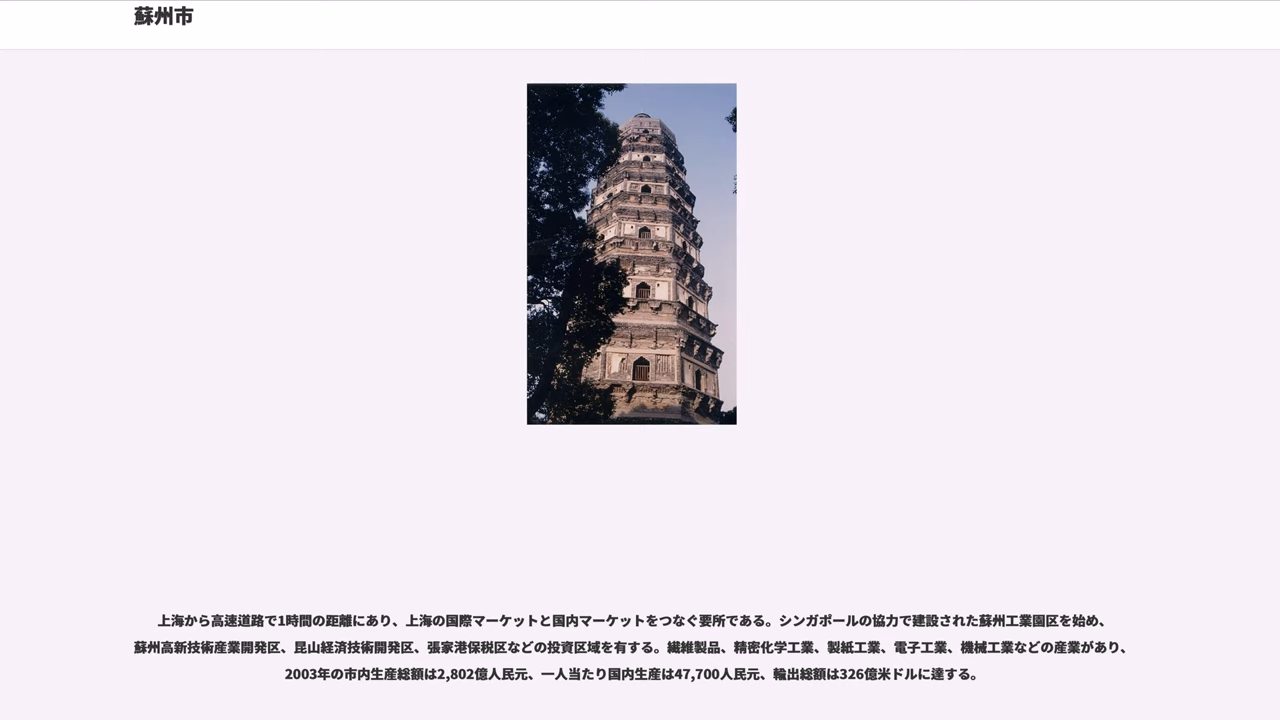 蘇州市
上海から高速道路で1時間の距離にあり、上海の国際マーケットと国内マーケットをつなぐ要所である。シンガポールの協力で建設された蘇州工業園区を始め、
蘇州高新技術産業開発区、昆山経済技術開発区、張家港保税区などの投資区域を有する。繊維製品、精密化学工業、製紙工業、電子工業、機械工業などの産業があり、
2003年の市内生産総額は2,802億人民元、一人当たり国内生産は47,700人民元、輸出総額は326億米ドルに達する。